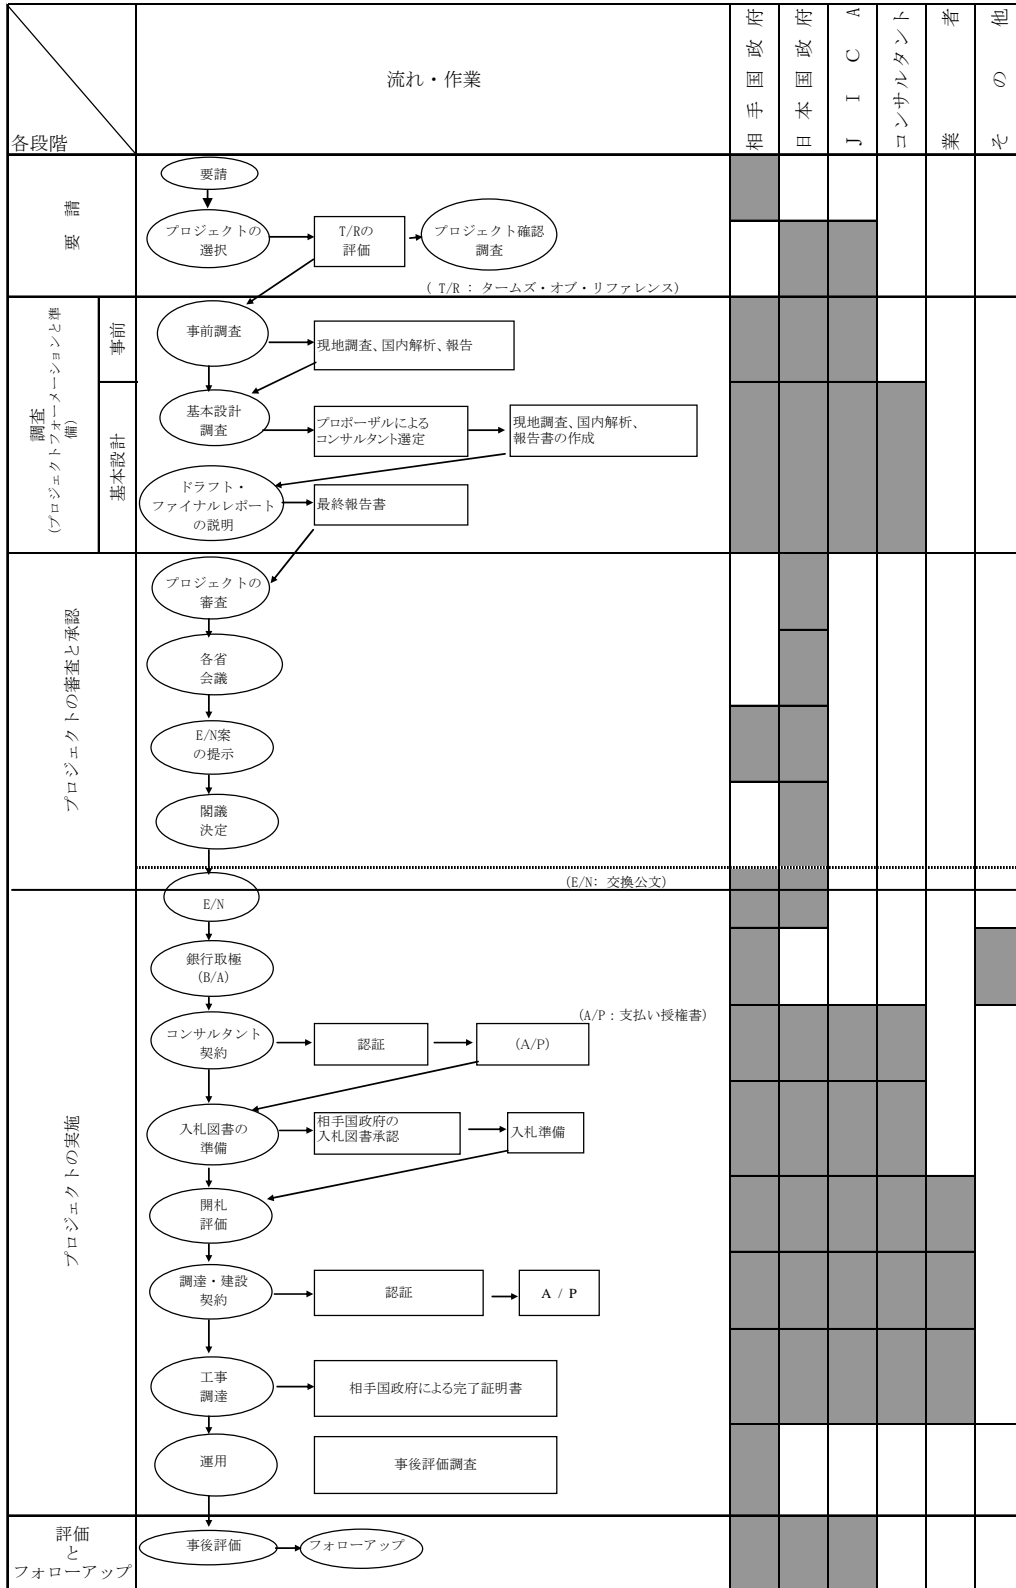 各段階
流れ・作業
相手国政府
日本国政府
JICA
コンサルタント
業者
その他
要請
要請
プロジェクトの
選択
T/Rの
評価
プロジェクト確認
調査
( T/R : タームズ・オブ・リファレンス)
調査
(プロジェクトフォーメーションと準
備)
事前
事前調査
現地調査、国内解析、報告
基本設計
基本設計
調査
プロポーザルによる
コンサルタント選定
現地調査、国内解析、
報告書の作成
ドラフト・
ファイナルレポート
の説明
最終報告書
プロジェクトの審査と承認
プロジェクトの
審査
各省
会議
E/N案
の提示
閣議
決定
(E/N: 交換公文)
プロジェクトの実施
E/N
銀行取極
(B/A)
(A/P：支払い授権書)
コンサルタント
契約
認証
(A/P)
入札図書の
準備
相手国政府の
入札図書承認
入札準備
開札
評価
調達・建設
契約
認証
A / P
工事
調達
相手国政府による完了証明書
運用
事後評価調査
評価
と
フォローアップ
事後評価
フォローアップ